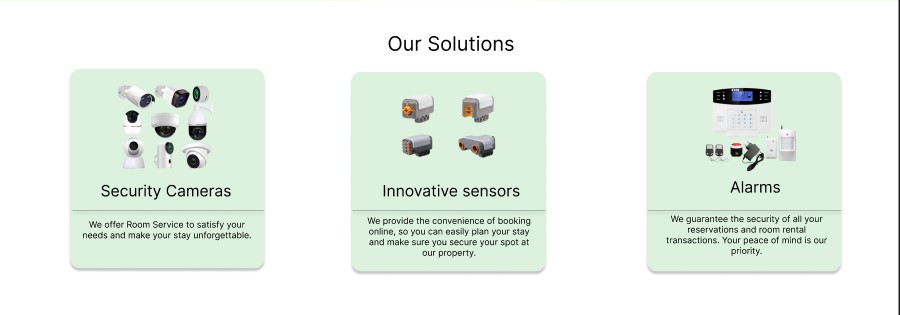 Our Solutions
Security Cameras
We offer Room Service to satisfy your
needs and make your stay unforgettable.
Innovative sensors
We provide the convenience of booking
online, so you can easily plan your stay
and make sure you secure your spot at
our property.
Alarms
We guarantee the security of all your
reservations and room rental
transactions. Your peace of mind is our
priority.